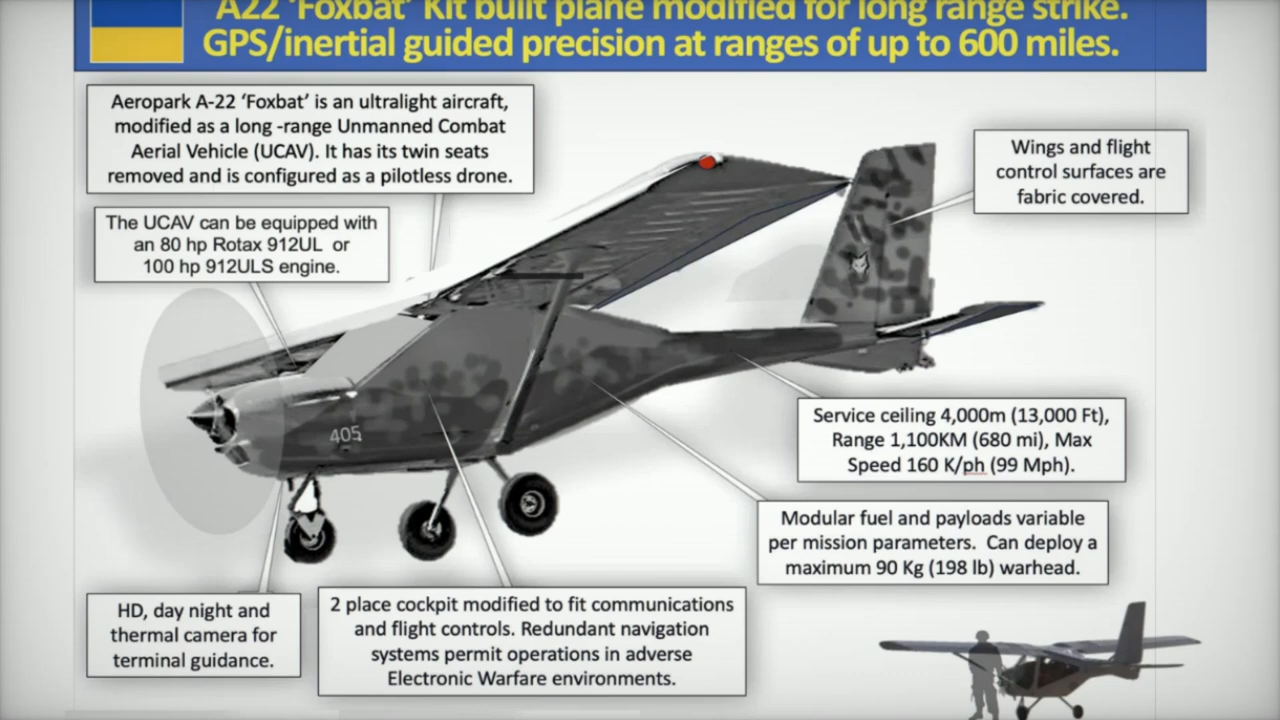 A22 ‘Foxbat’ Kit built plane modified for long range strike.
GPS/inertial guided precision at ranges of up to 600 miles.
Aeropark A-22 ‘Foxbat’ is an ultralight aircraft,
modified as a long -range Unmanned Combat
Aerial Vehicle (UCAV). It has its twin seats
removed and is configured as a pilotless drone.
Wings and flight
control surfaces are
fabric covered.
The UCAV can be equipped with
an 80 hp Rotax 912UL or
100 hp 912ULS engine.
405
Service ceiling 4,000m (13,000 Ft),
Range 1,100KM (680 mi), Max
Speed 160 K/ph (99 Mph).
Modular fuel and payloads variable
per mission parameters. Can deploy a
maximum 90 Kg (198 lb) warhead.
HD, day night and
thermal camera for
terminal guidance.
2 place cockpit modified to fit communications
and flight controls. Redundant navigation
systems permit operations in adverse
Electronic Warfare environments.